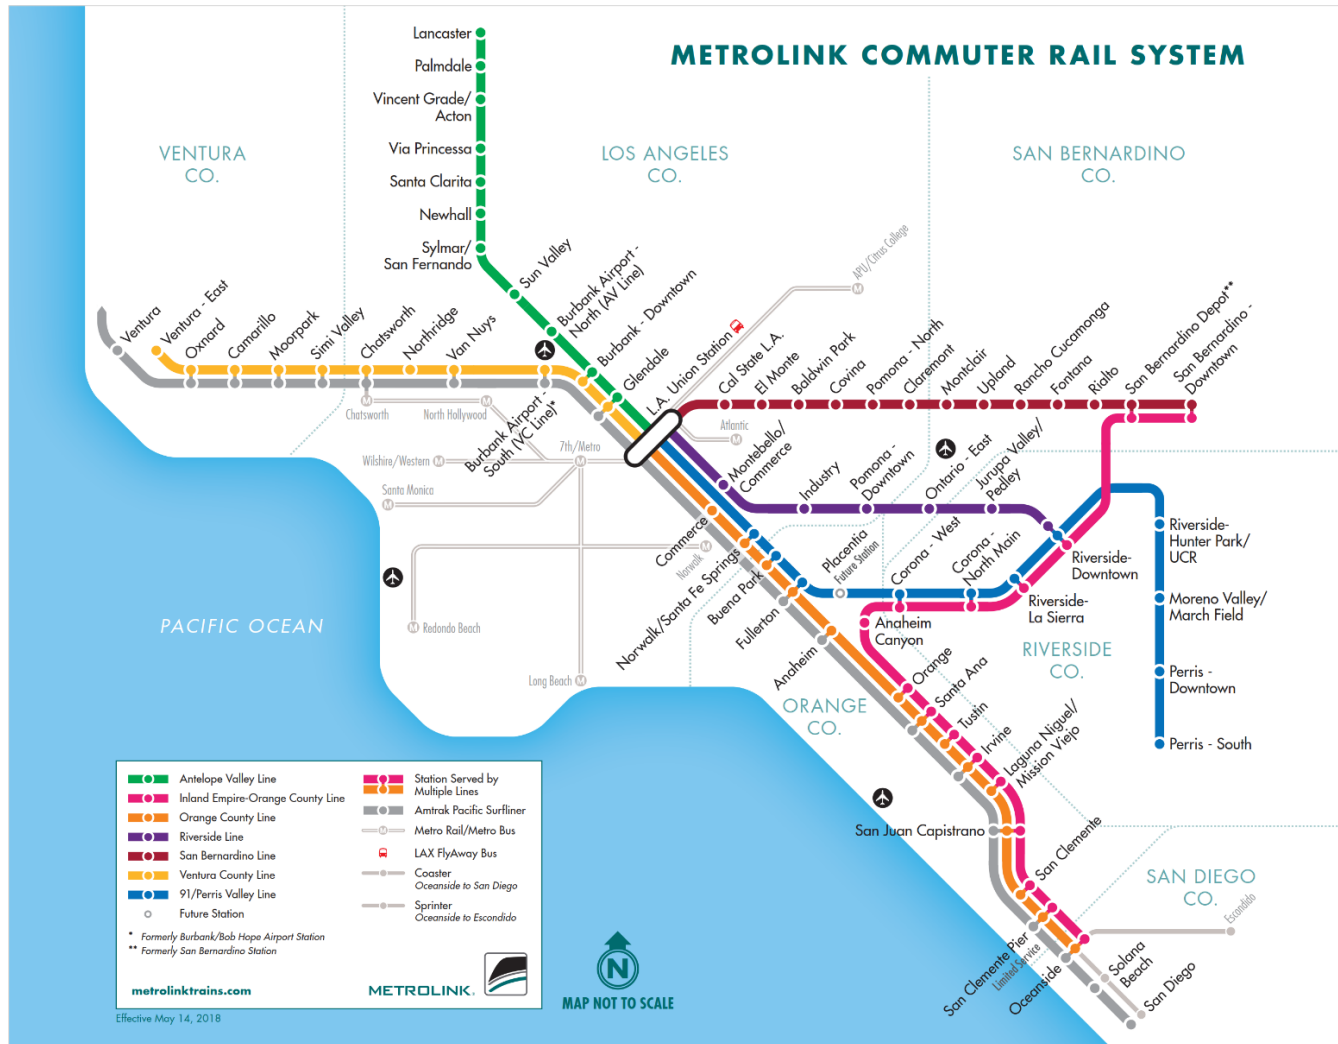 METROLINK COMMUTER RAIL SYSTEM
VENTURA
CO.
LOS ANGELES
CO.
SAN BERNARDINO
CO.
Lancaster
Palmdale
Vincent Grade/
Acton
Via Princessa
Santa Clarita
Newhall
Sylmar/
San Fernando
Sun Valley
Burbank Airport -
North (AV Line)
Burbank - Downtown
Glendale
L.A. Union Station
APU/Citrus College
Ventura
Ventura - East
Oxnard
Camarillo
Moorpark
Simi Valley
Chatsworth
Northridge
Van Nuys
Burbank Airport -
South (VC Line)*
M
Chatsworth
M
North Hollywood
Wilshire/Western M
7th/Metro
M
Santa Monica
M
M
Atlantic
M
Cal State L.A.
El Monte
Baldwin Park
Covina
Pomona - North
Claremont
Montclair
Upland
Rancho Cucamonga
Fontana
Rialto
San Bernardino Depot**
San Bernardino -
Downtown
Montebello/
Commerce
Industry
Pomona -
Downtown
Ontario - East
Jurupa Valley/
Pedley
Commerce
Norwalk
M
Norwalk/Santa Fe Springs
Buena Park
Fullerton
Anaheim
Placentia
Future Station
Corona - West
Corona -
North Main
Riverside-
Downtown
Riverside-
La Sierra
Riverside-
Hunter Park/
UCR
Moreno Valley/
March Field
Perris -
Downtown
Perris - South
Anaheim
Canyon
RIVERSIDE
CO.
ORANGE
CO.
Orange
Santa Ana
Tustin
Irvine
Laguna Niguel/
Mission Viejo
San Juan Capistrano
San Clemente
San Clemente Pier
Limited Service
Oceanside
SAN DIEGO
CO.
Escondido
Solana
Beach
San Diego
PACIFIC OCEAN
M Redondo Beach
Long Beach M
Antelope Valley Line
Inland Empire-Orange County Line
Orange County Line
Riverside Line
San Bernardino Line
Ventura County Line
91/Perris Valley Line
Future Station
* Formerly Burbank/Bob Hope Airport Station
** Formerly San Bernardino Station
Station Served by
Multiple Lines
Amtrak Pacific Surfliner
M Metro Rail/Metro Bus
LAX FlyAway Bus
Coaster
Oceanside to San Diego
Sprinter
Oceanside to Escondido
metrolinktrains.com
METROLINK.
Effective May 14, 2018
N
MAP NOT TO SCALE